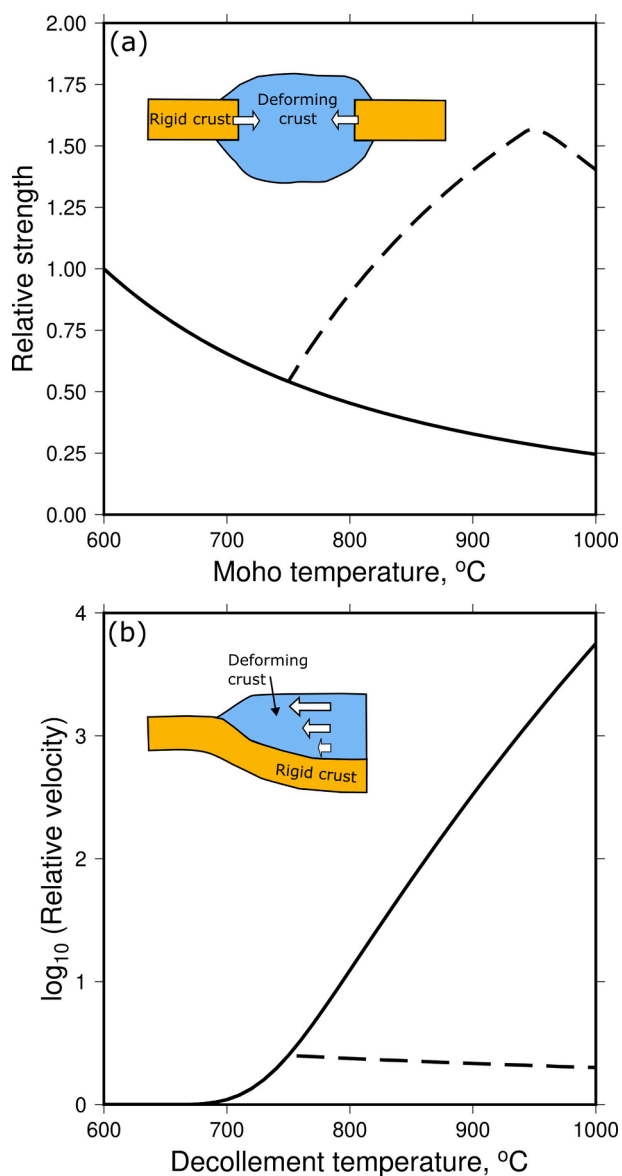 (a)
2.00
1.75
1.50
1.25
1.00
0.75
0.50
0.25
0.00
Relative strength
Rigid crust
Deforming
crust
600
700
800
900
1000
Moho temperature, ºC
(b)
4
3
2
1
0
log10 (Relative velocity)
Deforming
crust
Rigid crust
600
700
800
900
1000
Decollement temperature, ºC